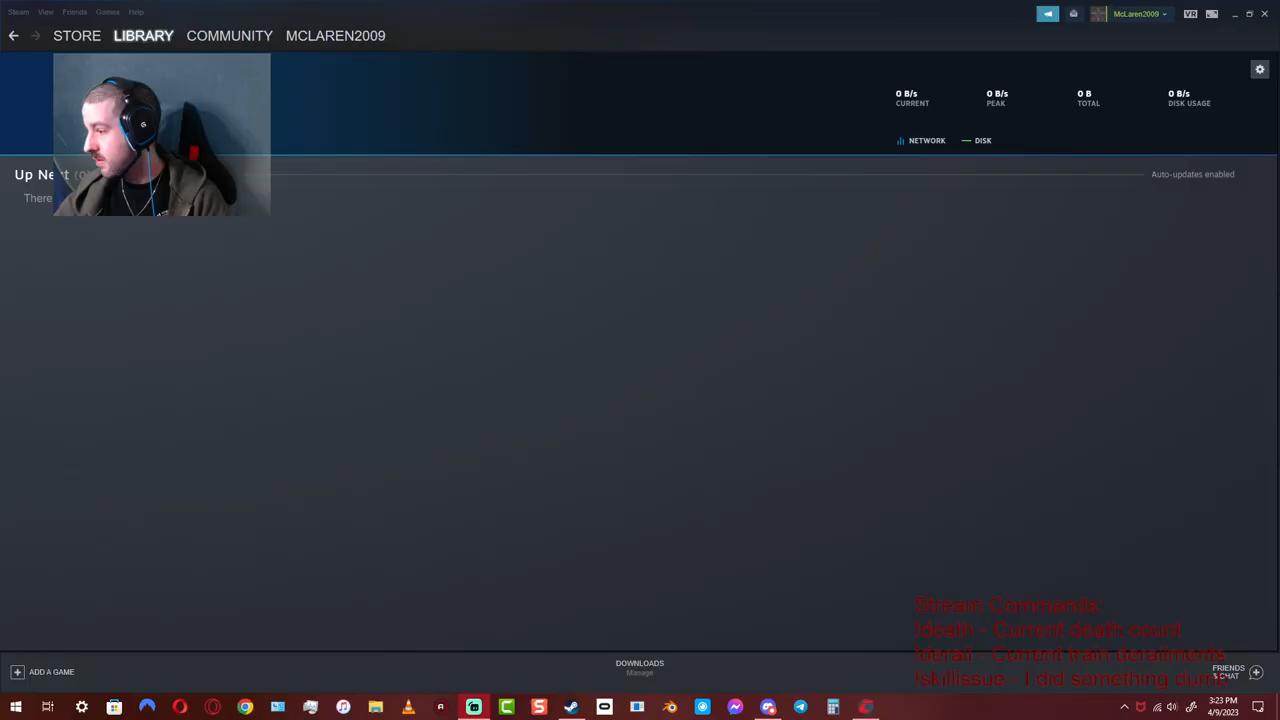 Steam View Friends Games Help
McLaren2009
VR
STORE LIBRARY COMMUNITY MCLAREN2009
0 B/s 0 B/s 0 B 0 B/s
CURRENT PEAK TOTAL DISK USAGE
NETWORK DISK
Up Next (0) Auto-updates enabled
There
Stream Commands:
!death - Current death count
!derail - Current train derailments
!skillissue - I did something dumb
ADD A GAME
DOWNLOADS
Manage
FRIENDS
& CHAT
3:23 PM
4/9/2023